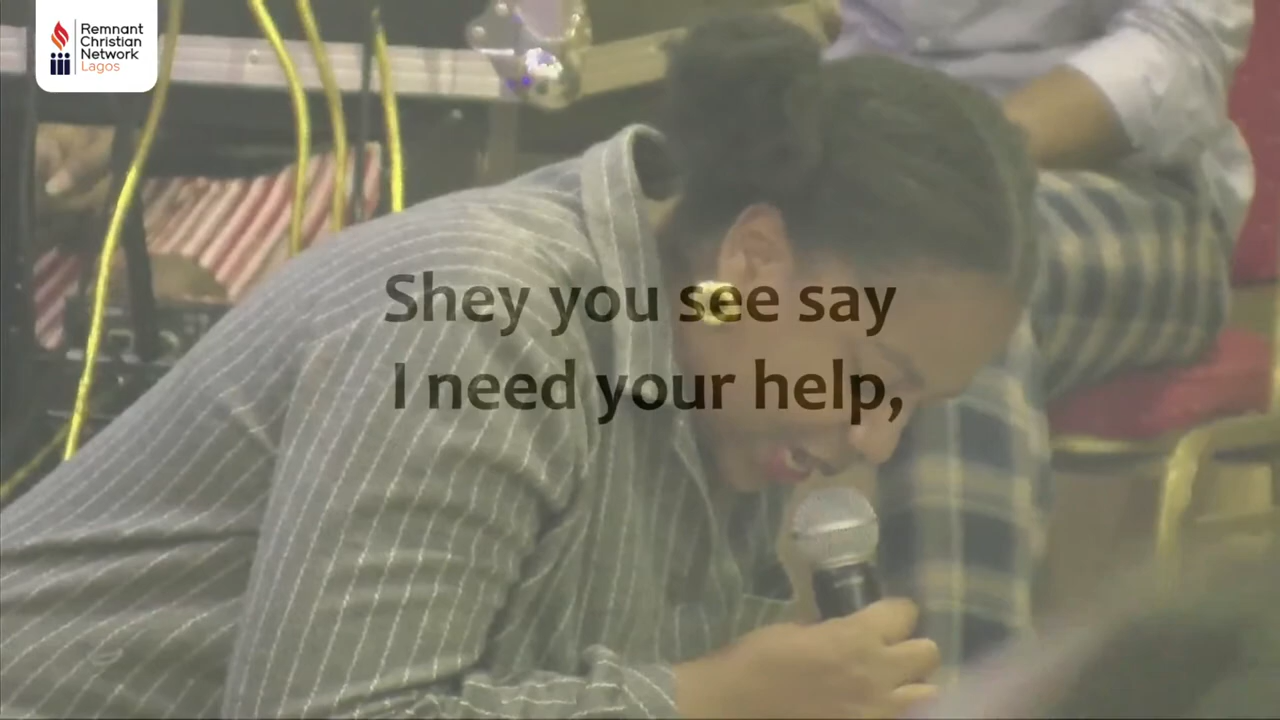 Remnant
Christian
Network
Lagos
Shey you see say
I need your help,